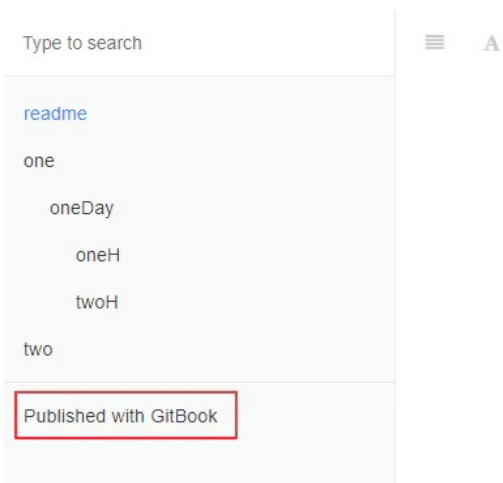 Type to search
A
readme
one
oneDay
oneH
twoH
two
Published with GitBook